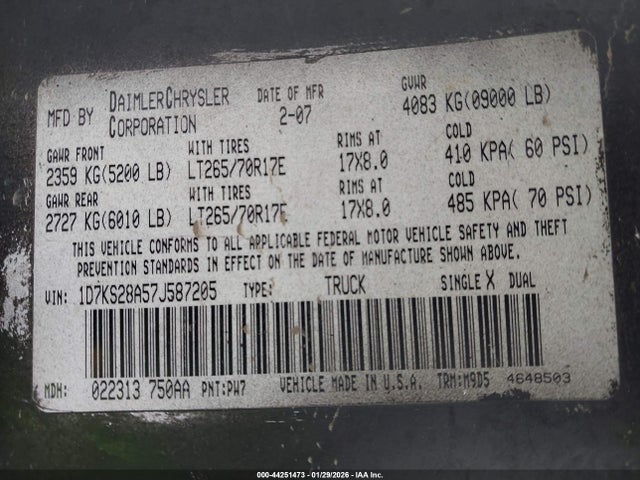 MFD BY DAIMLERCHRYSLER CORPORATION DATE OF MFR 2-07 GVWR 4083 KG(09000 LB)
GAWR FRONT WITH TIRES RIMS AT COLD
2359 KG(5200 LB) LT265/70R17E 17X8.0 410 KPA( 60 PSI)
GAWR REAR WITH TIRES RIMS AT COLD
2727 KG(6010 LB) LT265/70R17E 17X8.0 485 KPA( 70 PSI)
THIS VEHICLE CONFORMS TO ALL APPLICABLE FEDERAL MOTOR VEHICLE SAFETY AND THEFT
PREVENTION STANDARDS IN EFFECT ON THE DATE OF MANUFACTURE SHOWN ABOVE.
VIN: 1D7KS28A57J587205 TYPE: TRUCK SINGLE X DUAL
MDH: 022313 750AA PNT:PW7 VEHICLE MADE IN U.S.A. TRM:M9D5 4648503
000-44251473 - 01/29/2026 - IAA Inc.